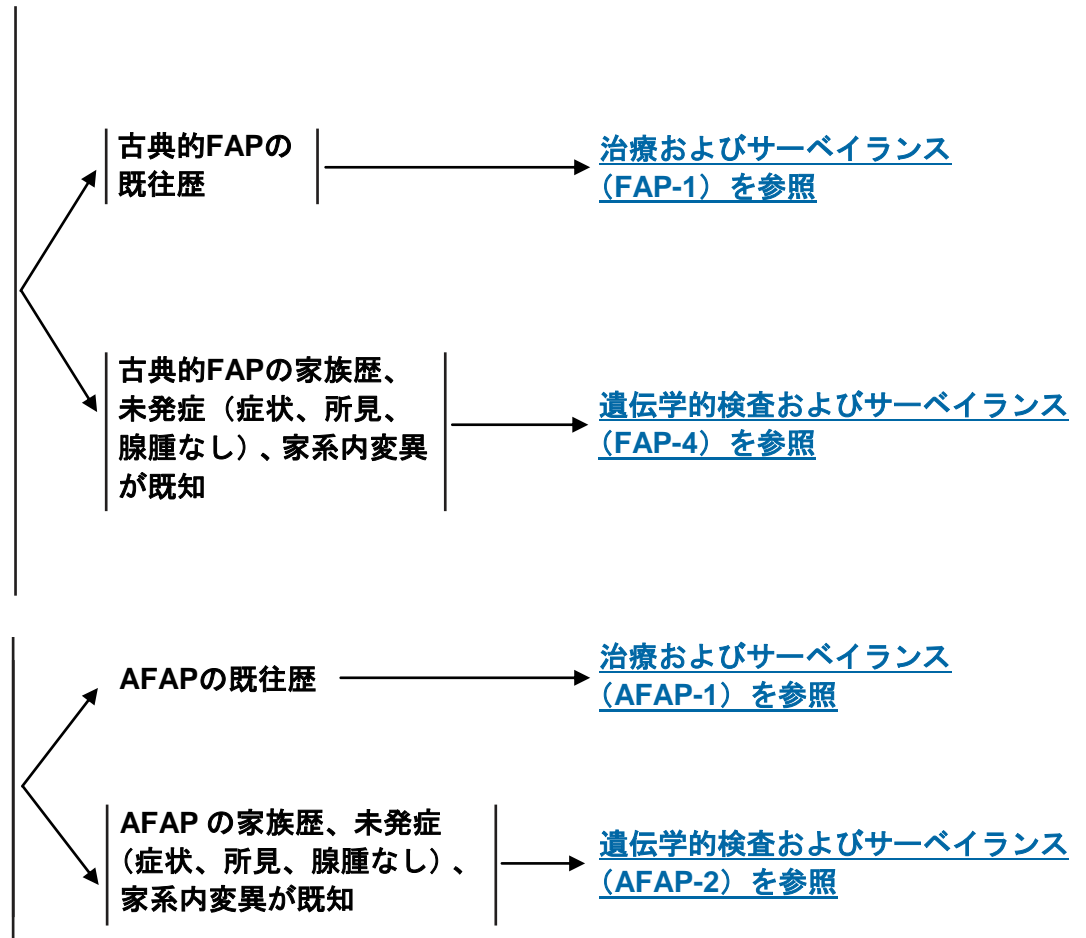 古典的FAPの
既往歴
治療およびサーベイランス
（FAP-1）を参照
古典的FAPの家族歴、
未発症（症状、所見、
腺腫なし）、家系内変異
が既知
遺伝学的検査およびサーベイランス
（FAP-4）を参照
AFAPの既往歴
治療およびサーベイランス
（AFAP-1）を参照
AFAP の家族歴、未発症
（症状、所見、腺腫なし）、
家系内変異が既知
遺伝学的検査およびサーベイランス
（AFAP-2）を参照